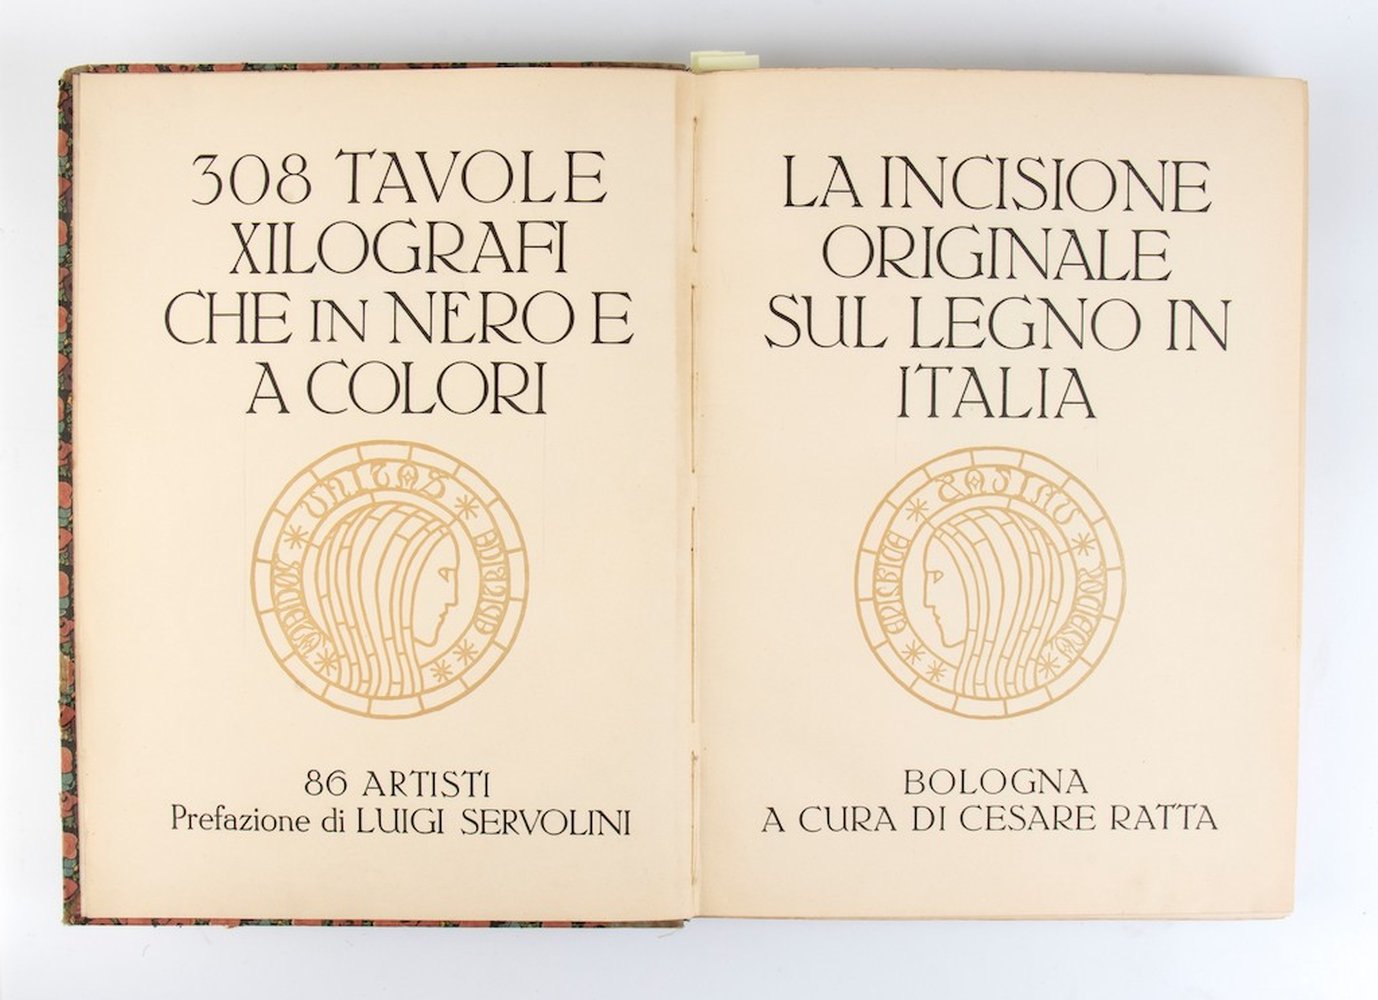 308 TAVOLE
XILOGRAFI
CHE IN NERO E
A COLORI
UNITAS
86 ARTISTI
Prefazione di LUIGI SERVOLINI
LA INCISIONE
ORIGINALE
SUL LEGNO IN
ITALIA
BOLOGNA
A CURA DI CESARE RATTA